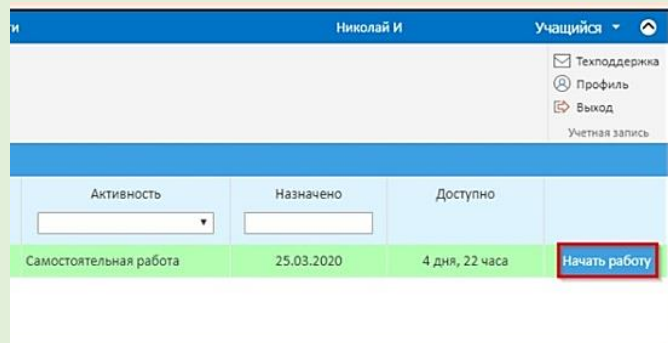 ти Николай И Учащийся
Техподдержка
Профиль
Выход
Учетная запись
Активность Назначено Доступно
Самостоятельная работа 25.03.2020 4 дня, 22 часа Начать работу